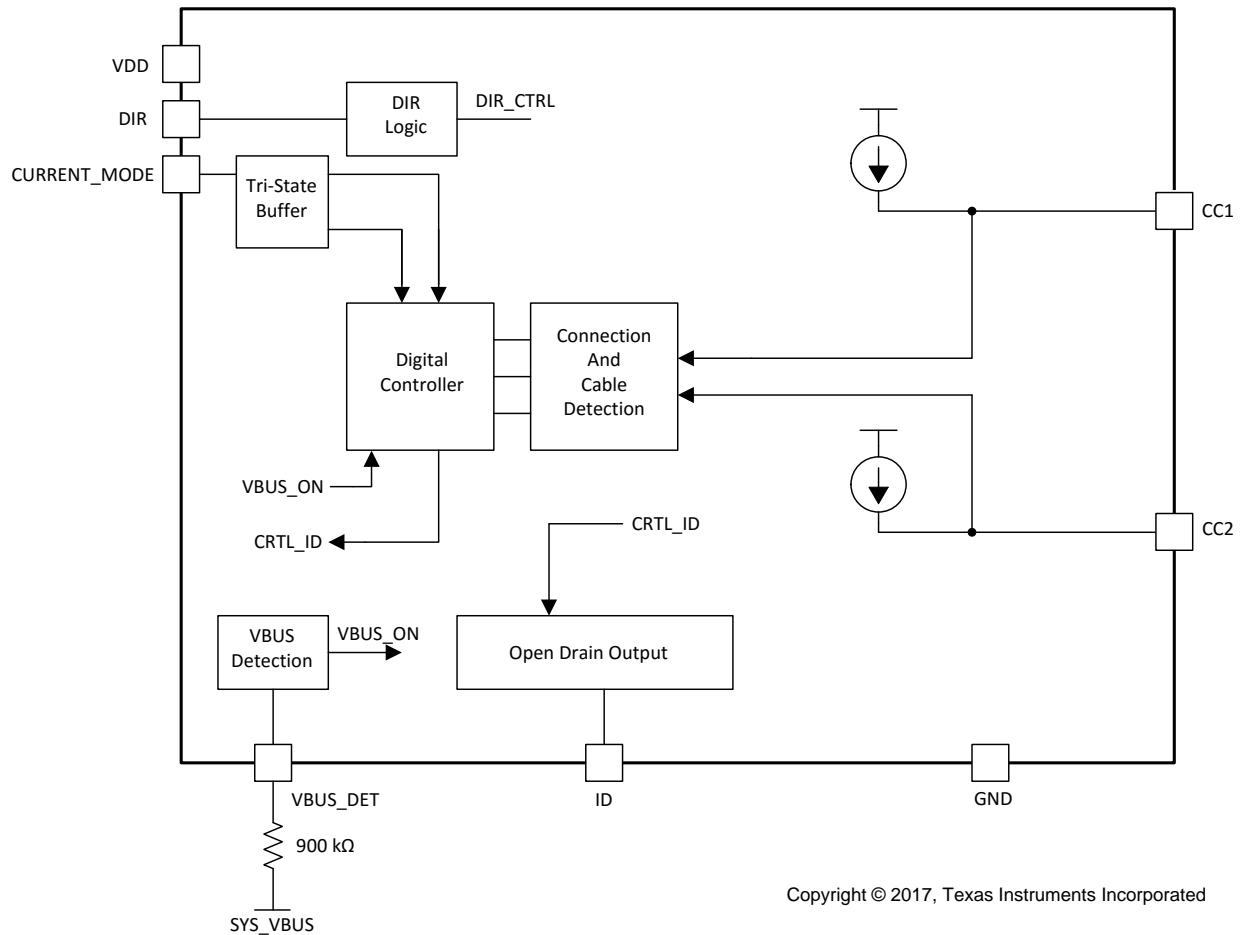 VDD
DIR
DIR
Logic
DIR_CTRL
CURRENT_MODE
Tri-State
Buffer
CC1
Digital
Controller
Connection
And
Cable
Detection
VBUS_ON
CRTL_ID
CRTL_ID
CC2
VBUS
Detection
VBUS_ON
Open Drain Output
VBUS_DET
ID
GND
900 kΩ
SYS_VBUS
Copyright © 2017, Texas Instruments Incorporated